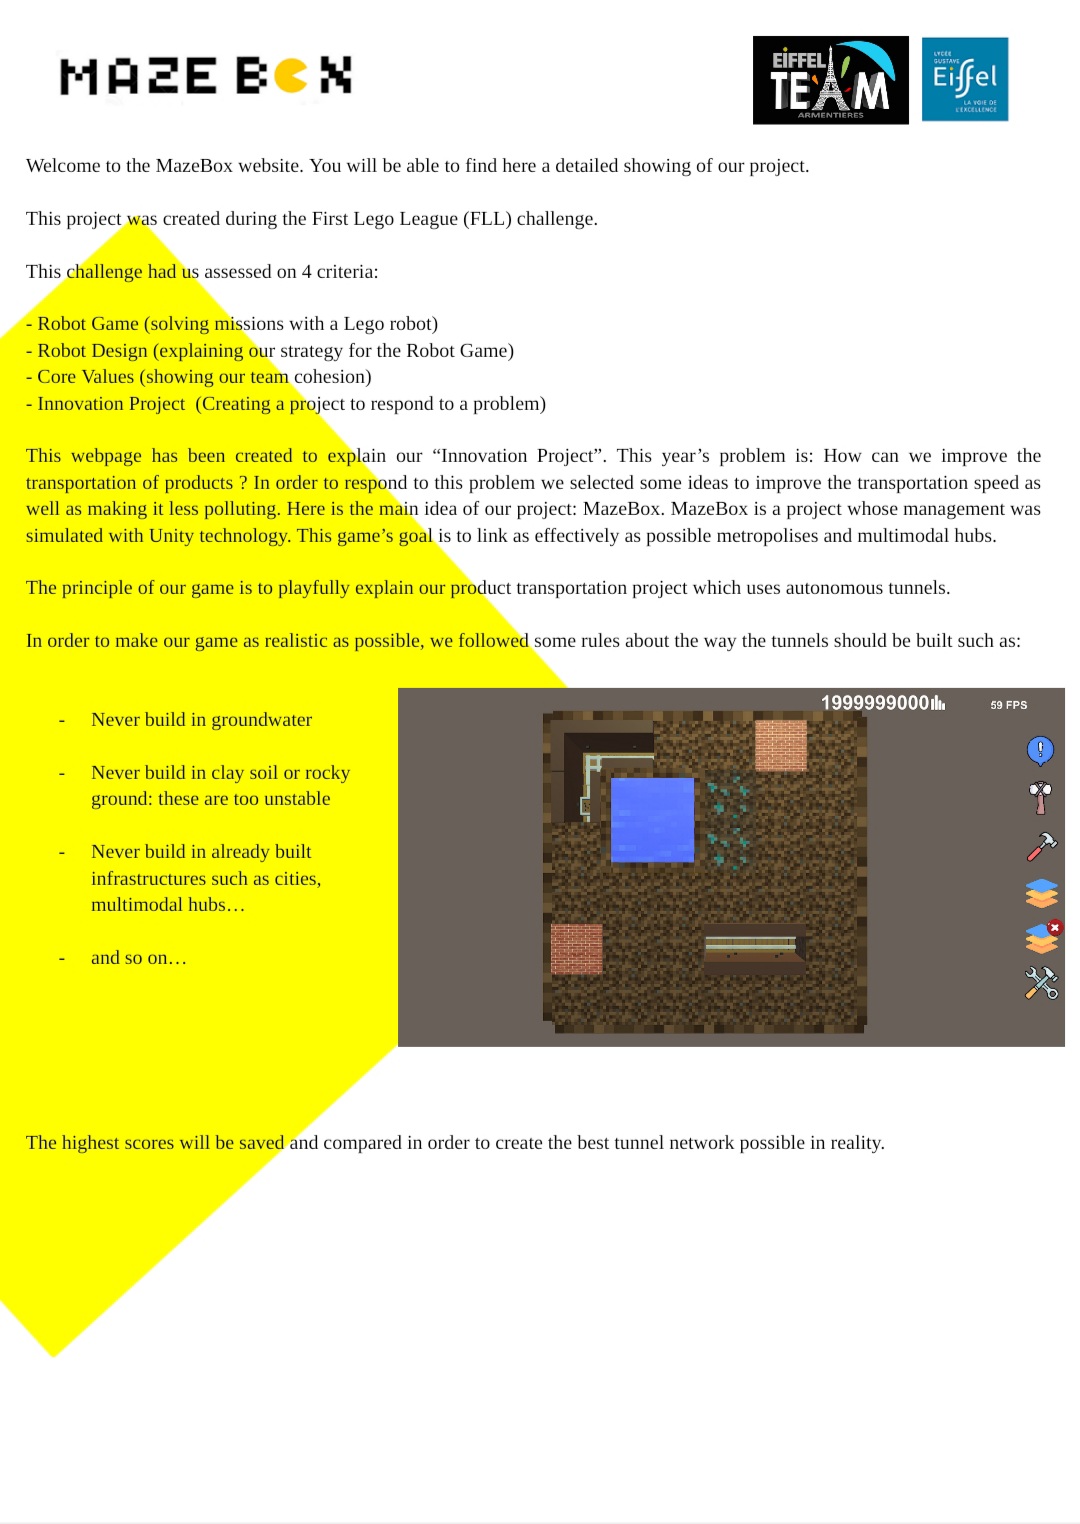 MAZE BOX
EiFFEL
TEAM
ARMENTIERES
LYCÉE
GUSTAVE
Eiffel
LA VOIE DE
L'EXCELLENCE
Welcome to the MazeBox website. You will be able to find here a detailed showing of our project.
This project was created during the First Lego League (FLL) challenge.
This challenge had us assessed on 4 criteria:
- Robot Game (solving missions with a Lego robot)
- Robot Design (explaining our strategy for the Robot Game)
- Core Values (showing our team cohesion)
- Innovation Project  (Creating a project to respond to a problem)
This webpage has been created to explain our “Innovation Project”. This year’s problem is: How can we improve the
transportation of products ? In order to respond to this problem we selected some ideas to improve the transportation speed as
well as making it less polluting. Here is the main idea of our project: MazeBox. MazeBox is a project whose management was
simulated with Unity technology. This game’s goal is to link as effectively as possible metropolises and multimodal hubs.
The principle of our game is to playfully explain our product transportation project which uses autonomous tunnels.
In order to make our game as realistic as possible, we followed some rules about the way the tunnels should be built such as:
- Never build in groundwater
- Never build in clay soil or rocky
ground: these are too unstable
- Never build in already built
infrastructures such as cities,
multimodal hubs…
- and so on…
1999999000
59 FPS
The highest scores will be saved and compared in order to create the best tunnel network possible in reality.